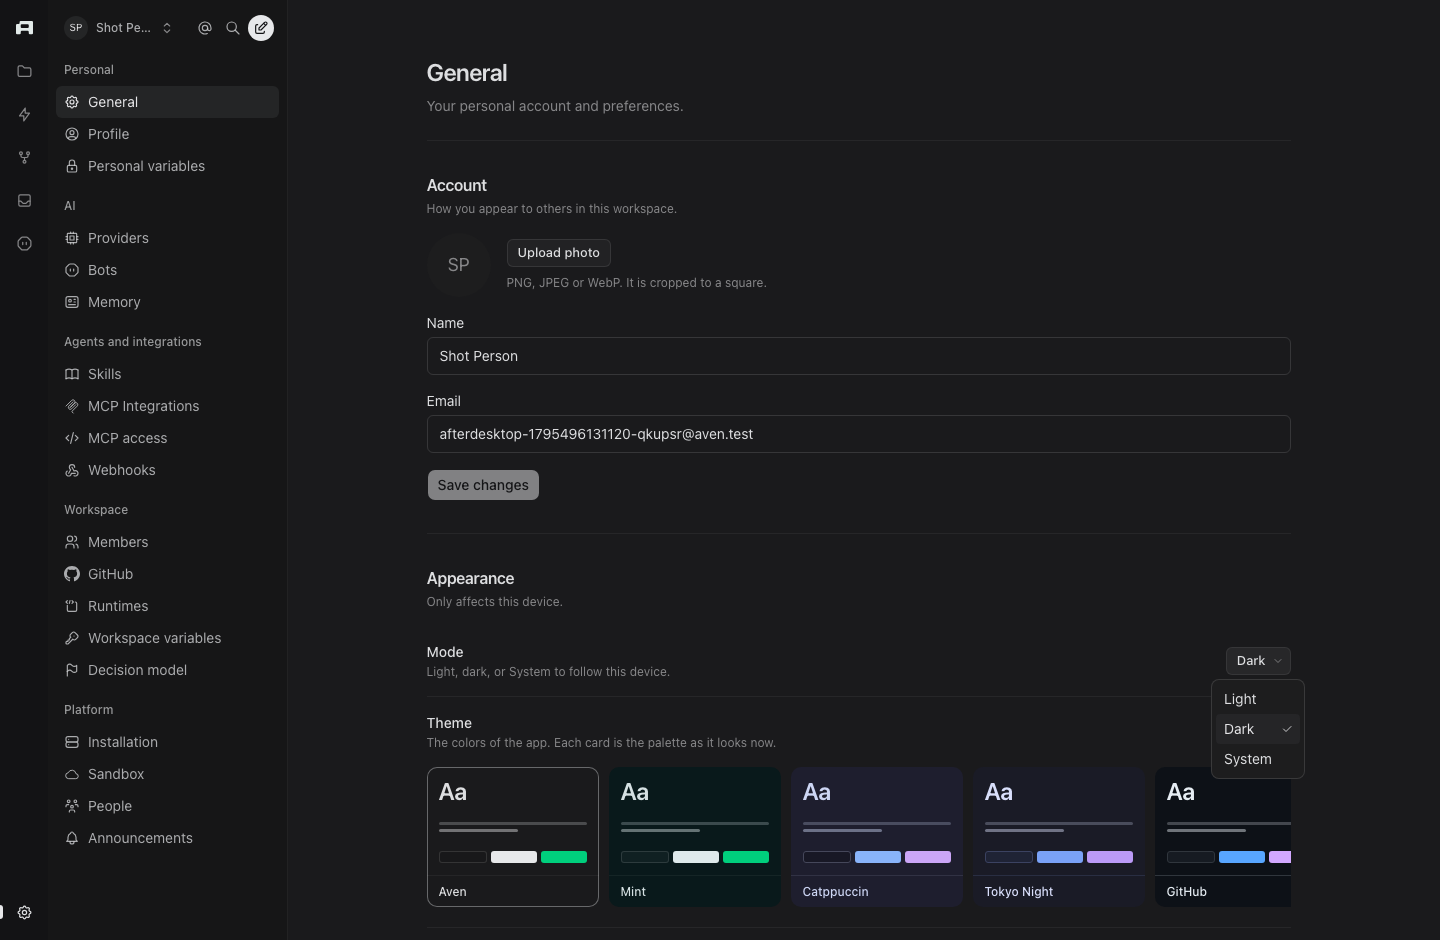 SP Shot Pe...
Personal
General
Profile
Personal variables
AI
Providers
Bots
Memory
Agents and integrations
Skills
MCP Integrations
MCP access
Webhooks
Workspace
Members
GitHub
Runtimes
Workspace variables
Decision model
Platform
Installation
Sandbox
People
Announcements
General
Your personal account and preferences.
Account
How you appear to others in this workspace.
SP
Upload photo
PNG, JPEG or WebP. It is cropped to a square.
Name
Shot Person
Email
afterdesktop-1795496131120-qkupsr@aven.test
Save changes
Appearance
Only affects this device.
Mode
Light, dark, or System to follow this device.
Dark
Light
Dark
System
Theme
The colors of the app. Each card is the palette as it looks now.
Aa Aa Aa Aa Aa
Aven Mint Catppuccin Tokyo Night GitHub